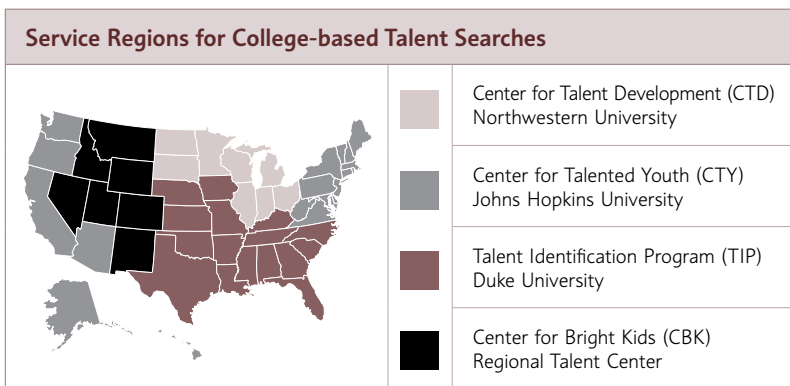 Service Regions for College-based Talent Searches
Center for Talent Development (CTD)
Northwestern University
Center for Talented Youth (CTY)
Johns Hopkins University
Talent Identification Program (TIP)
Duke University
Center for Bright Kids (CBK)
Regional Talent Center